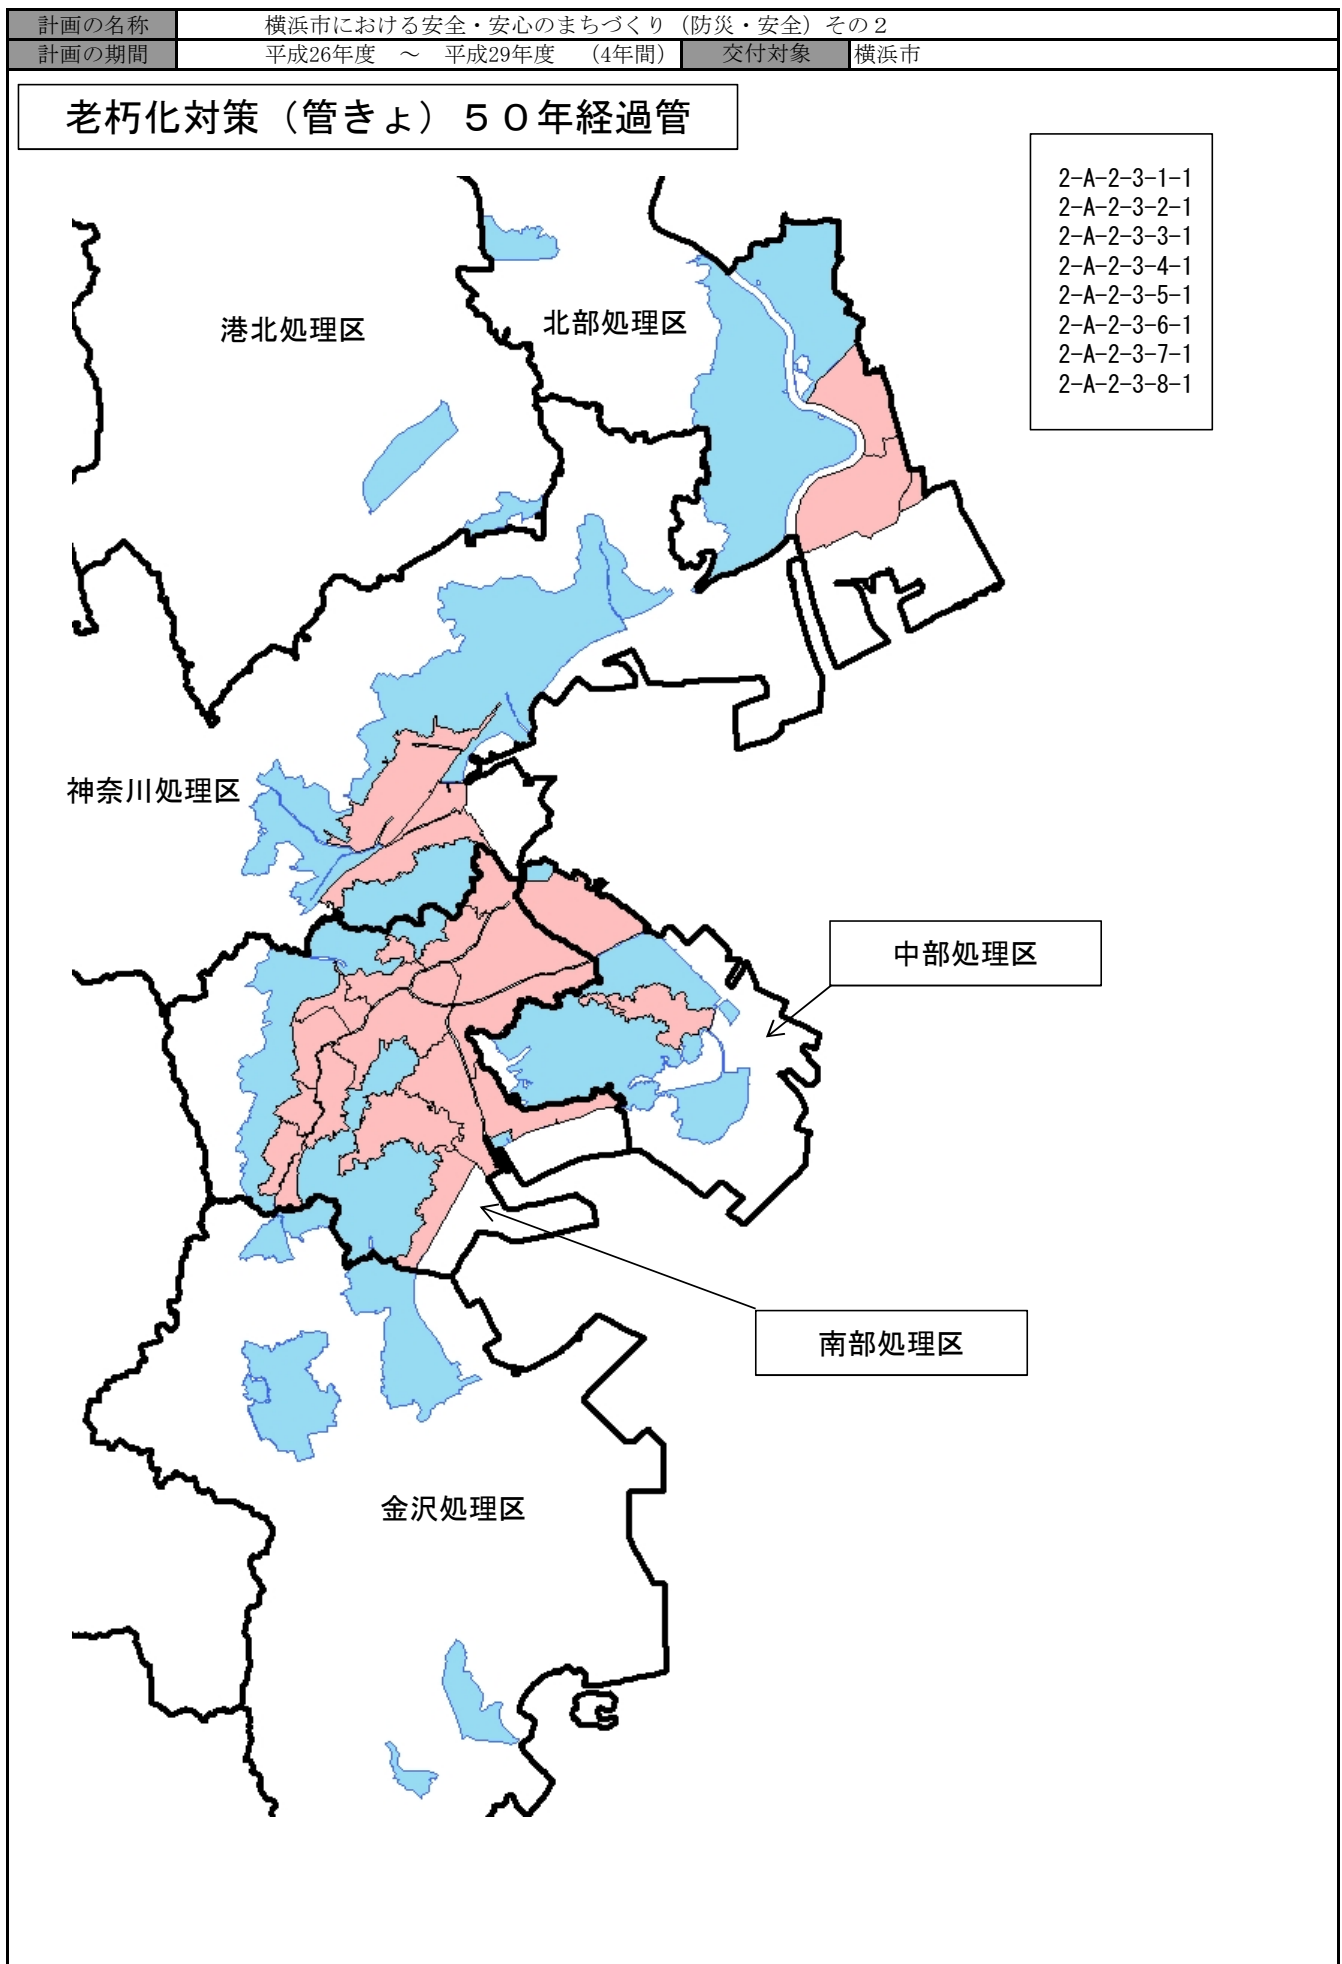 計画の名称 横浜市における安全・安心のまちづくり（防災・安全）その２
計画の期間 平成26年度 ～ 平成29年度 （4年間） 交付対象 横浜市
老朽化対策（管きょ）５０年経過管
2-A-2-3-1-1
2-A-2-3-2-1
2-A-2-3-3-1
2-A-2-3-4-1
2-A-2-3-5-1
2-A-2-3-6-1
2-A-2-3-7-1
2-A-2-3-8-1
港北処理区
北部処理区
神奈川処理区
中部処理区
南部処理区
金沢処理区